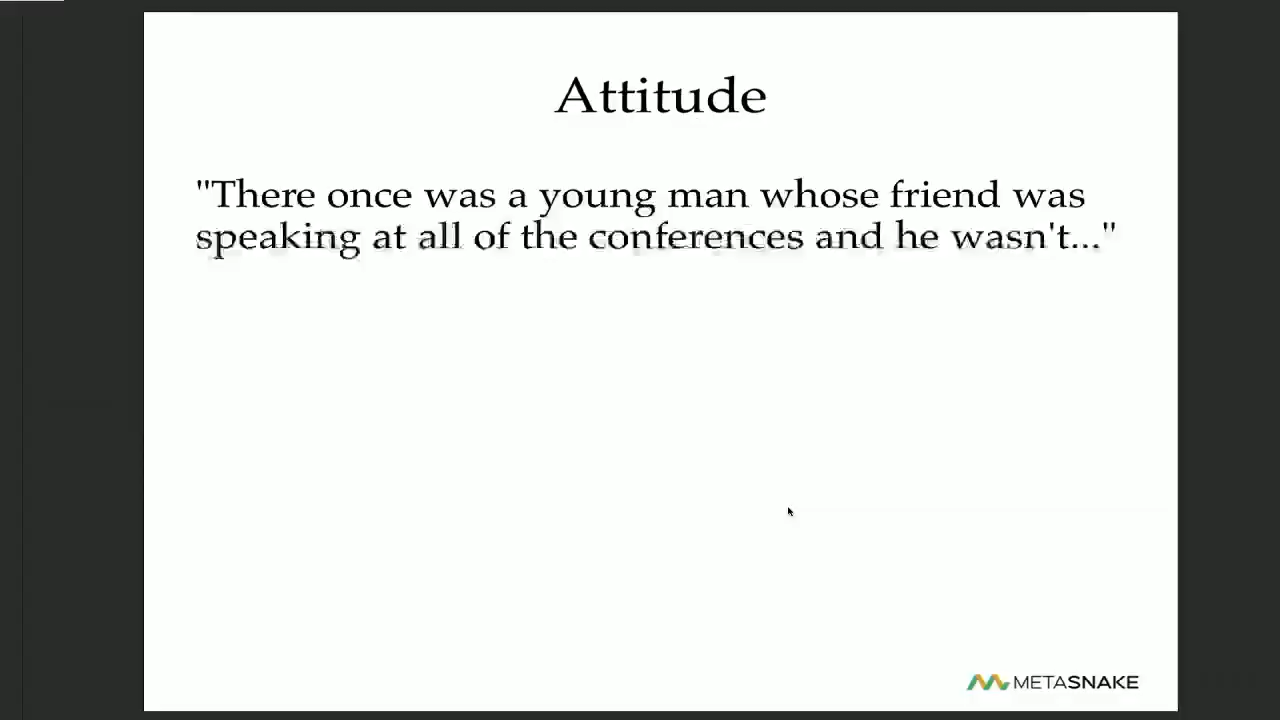 Attitude
"There once was a young man whose friend was
speaking at all of the conferences and he wasn't..."
METASNAKE